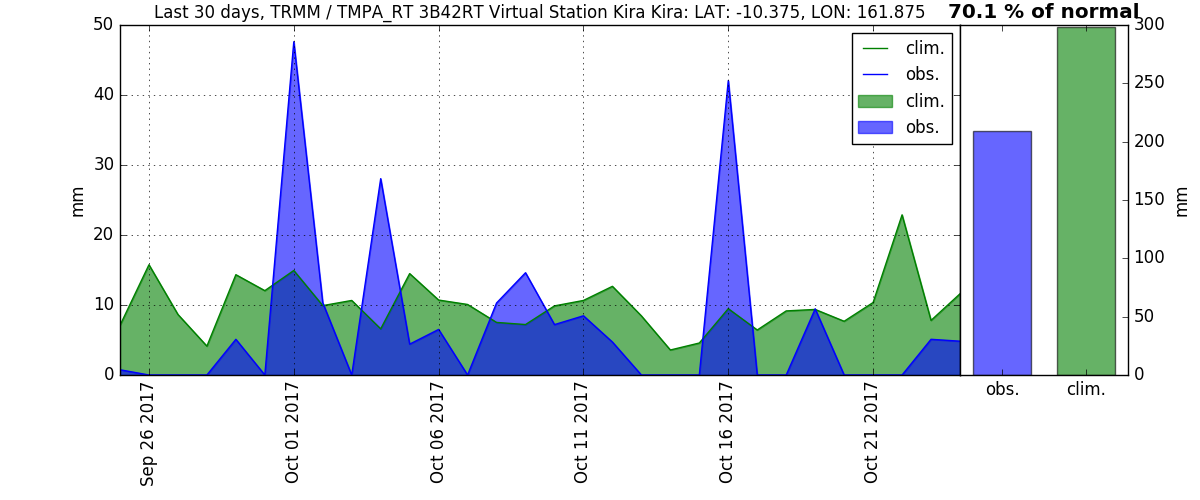 Last 30 days, TRMM / TMPA_RT 3B42RT Virtual Station Kira Kira: LAT: -10.375, LON: 161.875
70.1 % of normal
50
40
30
20
10
0
mm
clim.
obs.
clim.
obs.
Sep 26 2017
Oct 01 2017
Oct 06 2017
Oct 11 2017
Oct 16 2017
Oct 21 2017
300
250
200
150
100
50
0
mm
obs.
clim.